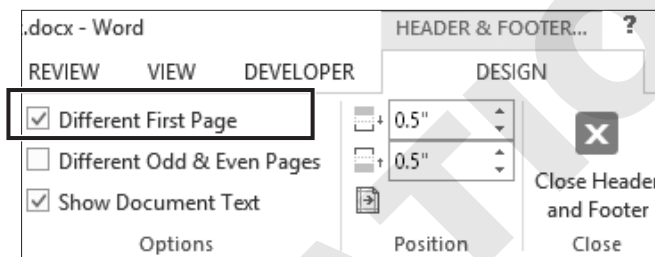 .docx - Word HEADER & FOOTER... ?
REVIEW VIEW DEVELOPER DESIGN
Different First Page 0.5"
Different Odd & Even Pages 0.5"
Show Document Text
Close Header
and Footer
Options Position Close